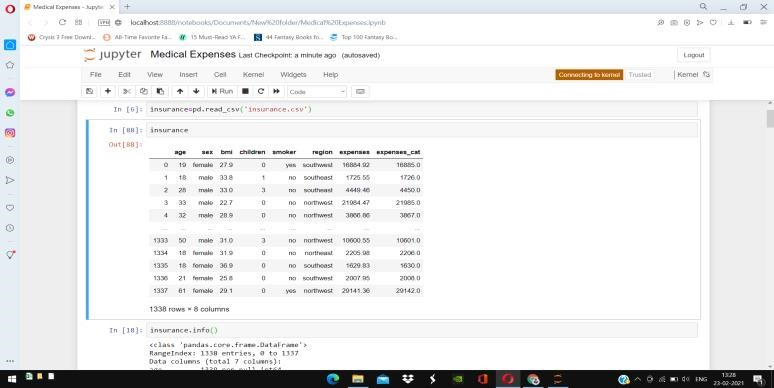 Medical Expenses - Jupyte
VPN
localhost:8888/notebooks/Documents/New%20folder/Medical%20Expenses.ipynb
Crysis 3 Free Downl...
All-Time Favorite Fa...
15 Must-Read YA F...
44 Fantasy Books fo...
Top 100 Fantasy Bo...
jupyter Medical Expenses Last Checkpoint: a minute ago (autosaved)
Logout
File Edit View Insert Cell Kernel Widgets Help
Connecting to kernel Trusted Kernel
Run Code
In [6]: insurance=pd.read_csv('insurance.csv')
In [88]: insurance
Out[88]:
age sex bmi children smoker region expenses expenses_cat
0 19 female 27.9 0 yes southwest 16884.92 16885.0
1 18 male 33.8 1 no southeast 1725.55 1726.0
2 28 male 33.0 3 no southeast 4449.46 4450.0
3 33 male 22.7 0 no northwest 21984.47 21985.0
4 32 male 28.9 0 no northwest 3866.86 3867.0
... ... ... ... ... ... ... ... ...
1333 50 male 31.0 3 no northwest 10600.55 10601.0
1334 18 female 31.9 0 no northeast 2205.98 2206.0
1335 18 female 36.9 0 no southeast 1629.83 1630.0
1336 21 female 25.8 0 no southwest 2007.95 2008.0
1337 61 female 29.1 0 yes northwest 29141.36 29142.0
1338 rows × 8 columns
In [18]: insurance.info()
<class 'pandas.core.frame.DataFrame'>
RangeIndex: 1338 entries, 0 to 1337
Data columns (total 7 columns):
ENG
13:28
23-02-2021